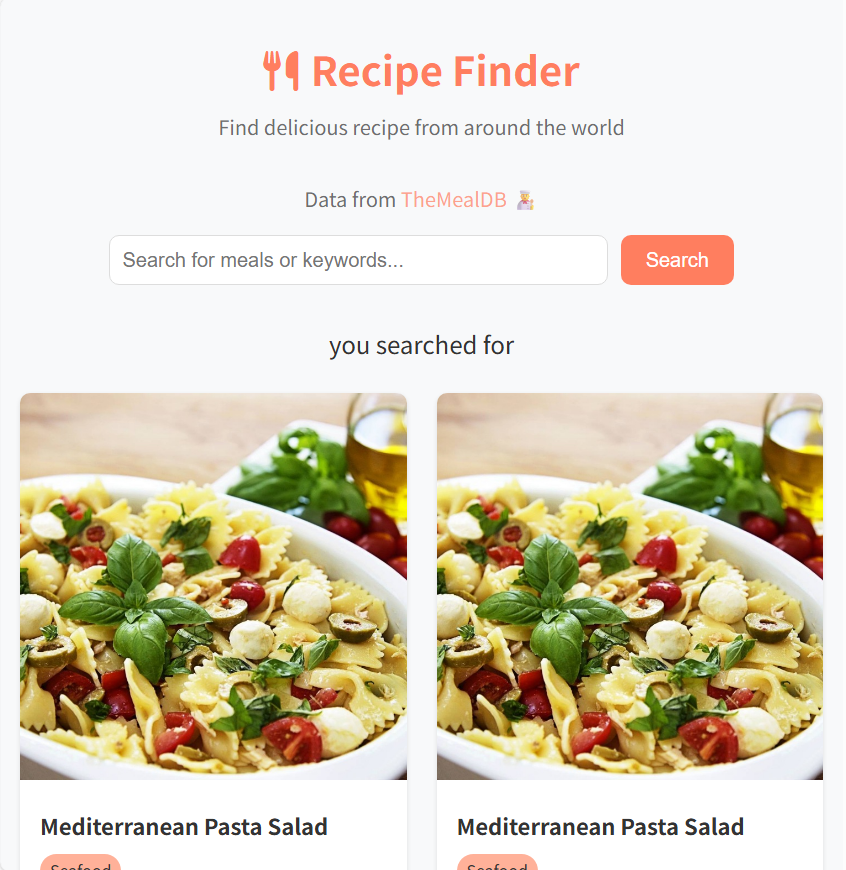 Recipe Finder
Find delicious recipe from around the world
Data from TheMealDB 🧑‍🍳
Search for meals or keywords...
Search
you searched for
Mediterranean Pasta Salad
Mediterranean Pasta Salad
Seafood
Seafood